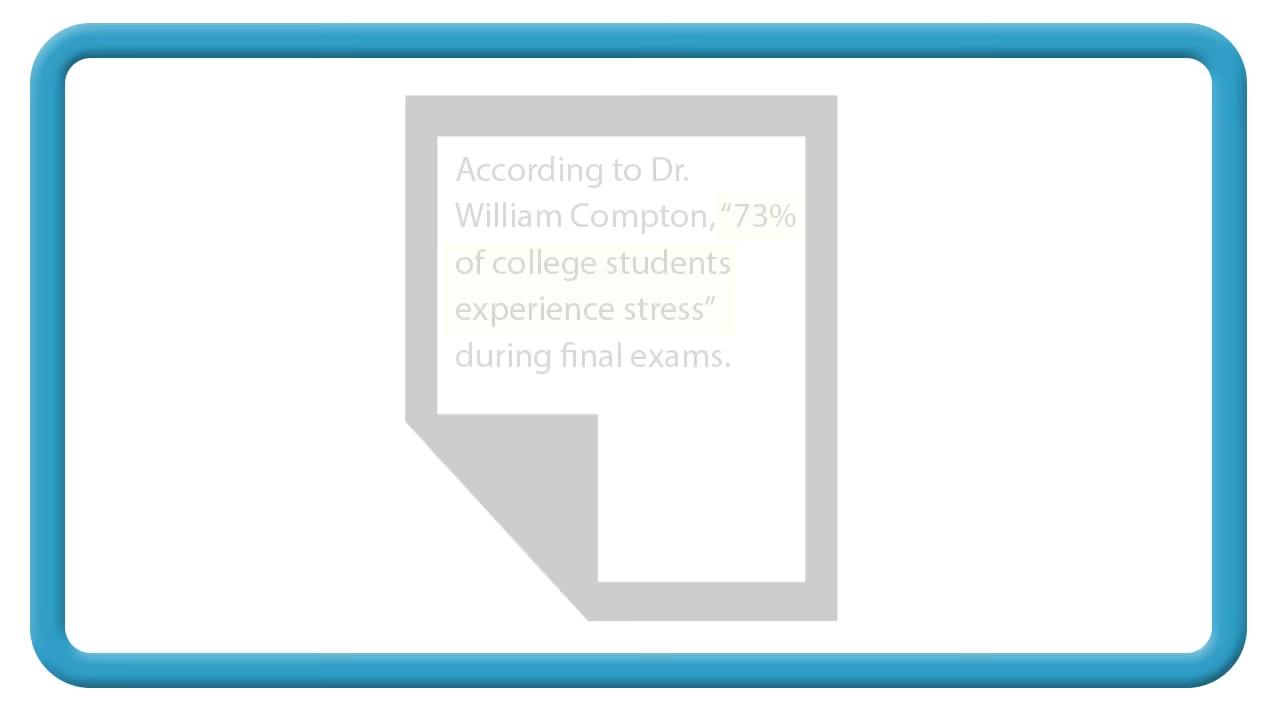 According to Dr.
William Compton, “73%
of college students
experience stress”
during final exams.